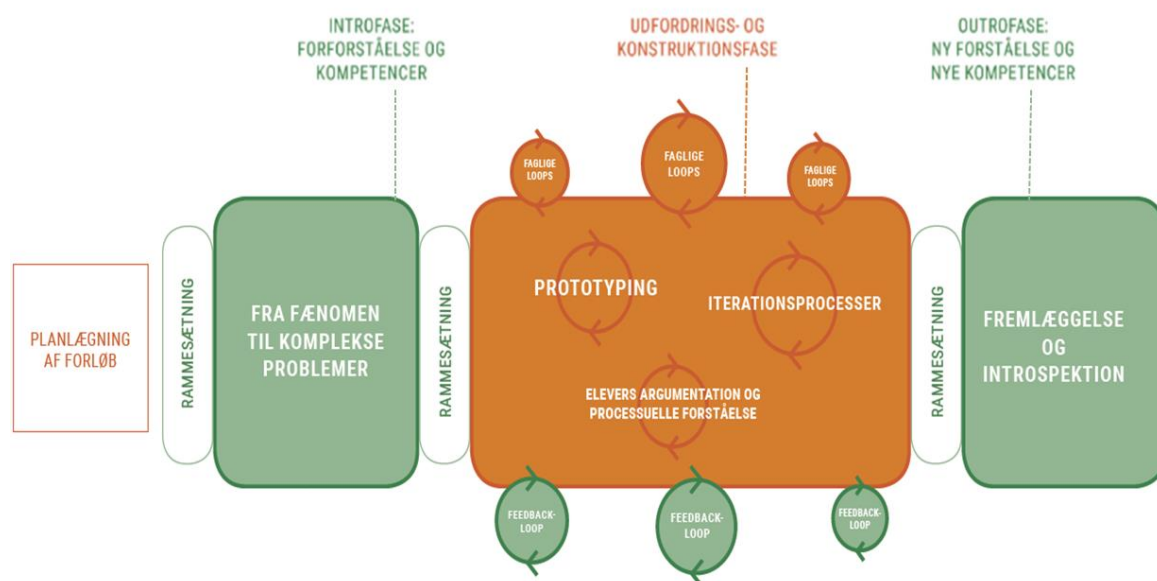 INTROFASE:
FORFORSTÅELSE OG
KOMPETENCER
UDFORDRINGS- OG
KONSTRUKTIONSFASE
OUTROFASE:
NY FORSTÅELSE OG
NYE KOMPETENCER
FAGLIGE
LOOPS
FAGLIGE
LOOPS
FAGLIGE
LOOPS
PLANLÆGNING
AF FORLØB
RAMMESÆTNING
FRA FÆNOMEN
TIL KOMPLEKSE
PROBLEMER
RAMMESÆTNING
PROTOTYPING
ITERATIONSPROCESSER
ELEVERS ARGUMENTATION OG
PROCESSUELLE FORSTÅELSE
RAMMESÆTNING
FREMLÆGGELSE
OG
INTROSPEKTION
FEEDBACK-
LOOP
FEEDBACK-
LOOP
FEEDBACK-
LOOP